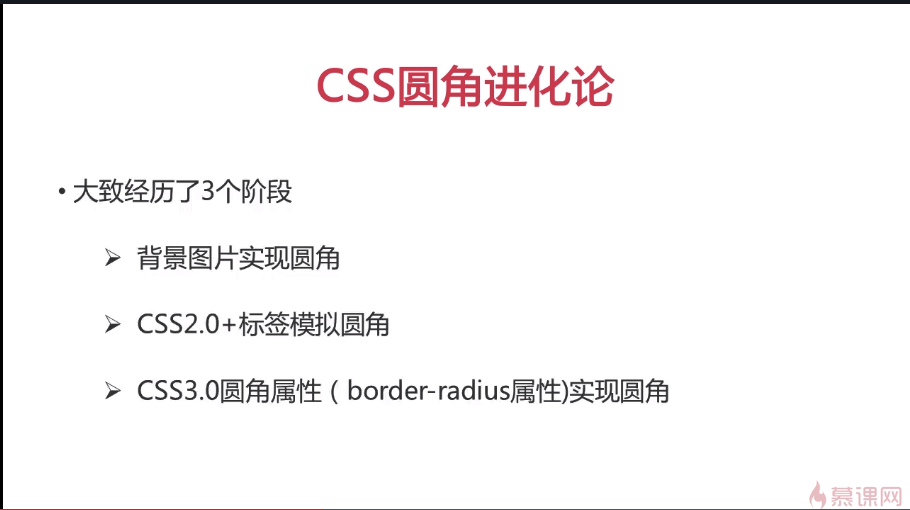 CSS圆角进化论
• 大致经历了3个阶段
➢ 背景图片实现圆角
➢ CSS2.0+标签模拟圆角
➢ CSS3.0圆角属性（border-radius属性)实现圆角
慕课网